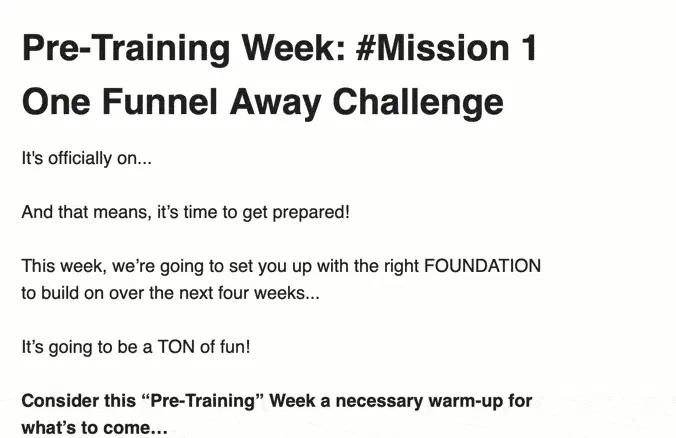 Pre-Training Week: #Mission 1
One Funnel Away Challenge
It's officially on...
And that means, it’s time to get prepared!
This week, we’re going to set you up with the right FOUNDATION
to build on over the next four weeks...
It’s going to be a TON of fun!
Consider this “Pre-Training” Week a necessary warm-up for
what’s to come…